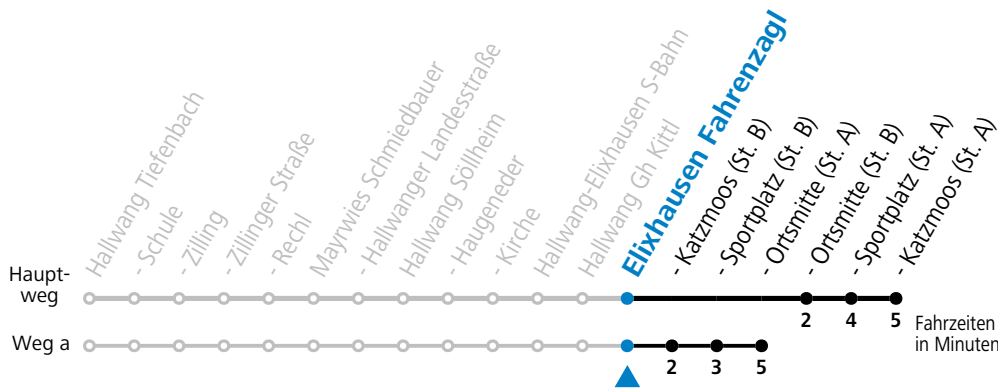 Hallwang Tiefenbach
- Schule
- Zilling
- Zillinger Straße
- Rechl
Mayrwies Schmiedbauer
- Hallwanger Landesstraße
Hallwang Söllheim
- Haugeneder
- Kirche
Hallwang-Elixhausen S-Bahn
Hallwang Gh Kittl
Elixhausen Fahrenzagl
- Katzmoos (St. B)
- Sportplatz (St. B)
- Ortsmitte (St. A)
- Ortsmitte (St. B)
- Sportplatz (St. A)
- Katzmoos (St. A)
Haupt-
weg
2 4 5
Fahrzeiten
in Minuten
Weg a
2 3 5